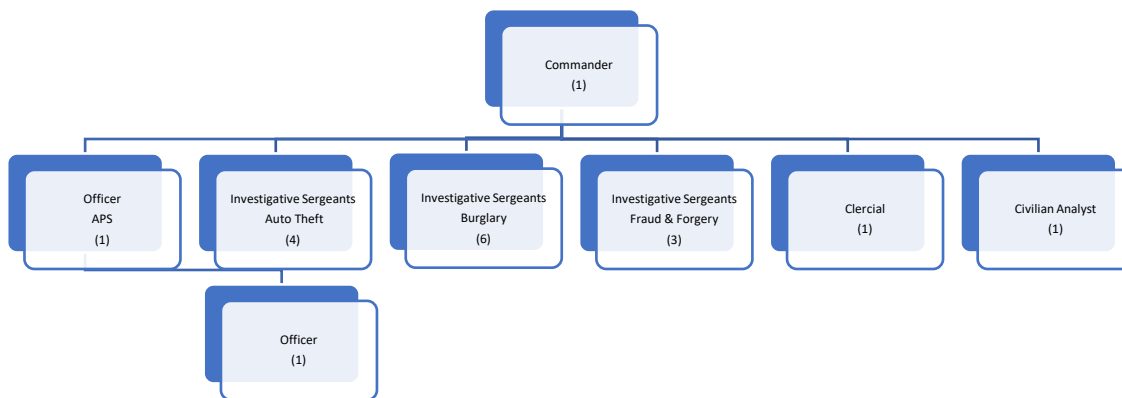 Commander
(1)
Officer
APS
(1)
Investigative Sergeants
Auto Theft
(4)
Investigative Sergeants
Burglary
(6)
Investigative Sergeants
Fraud & Forgery
(3)
Clercial
(1)
Civilian Analyst
(1)
Officer
(1)